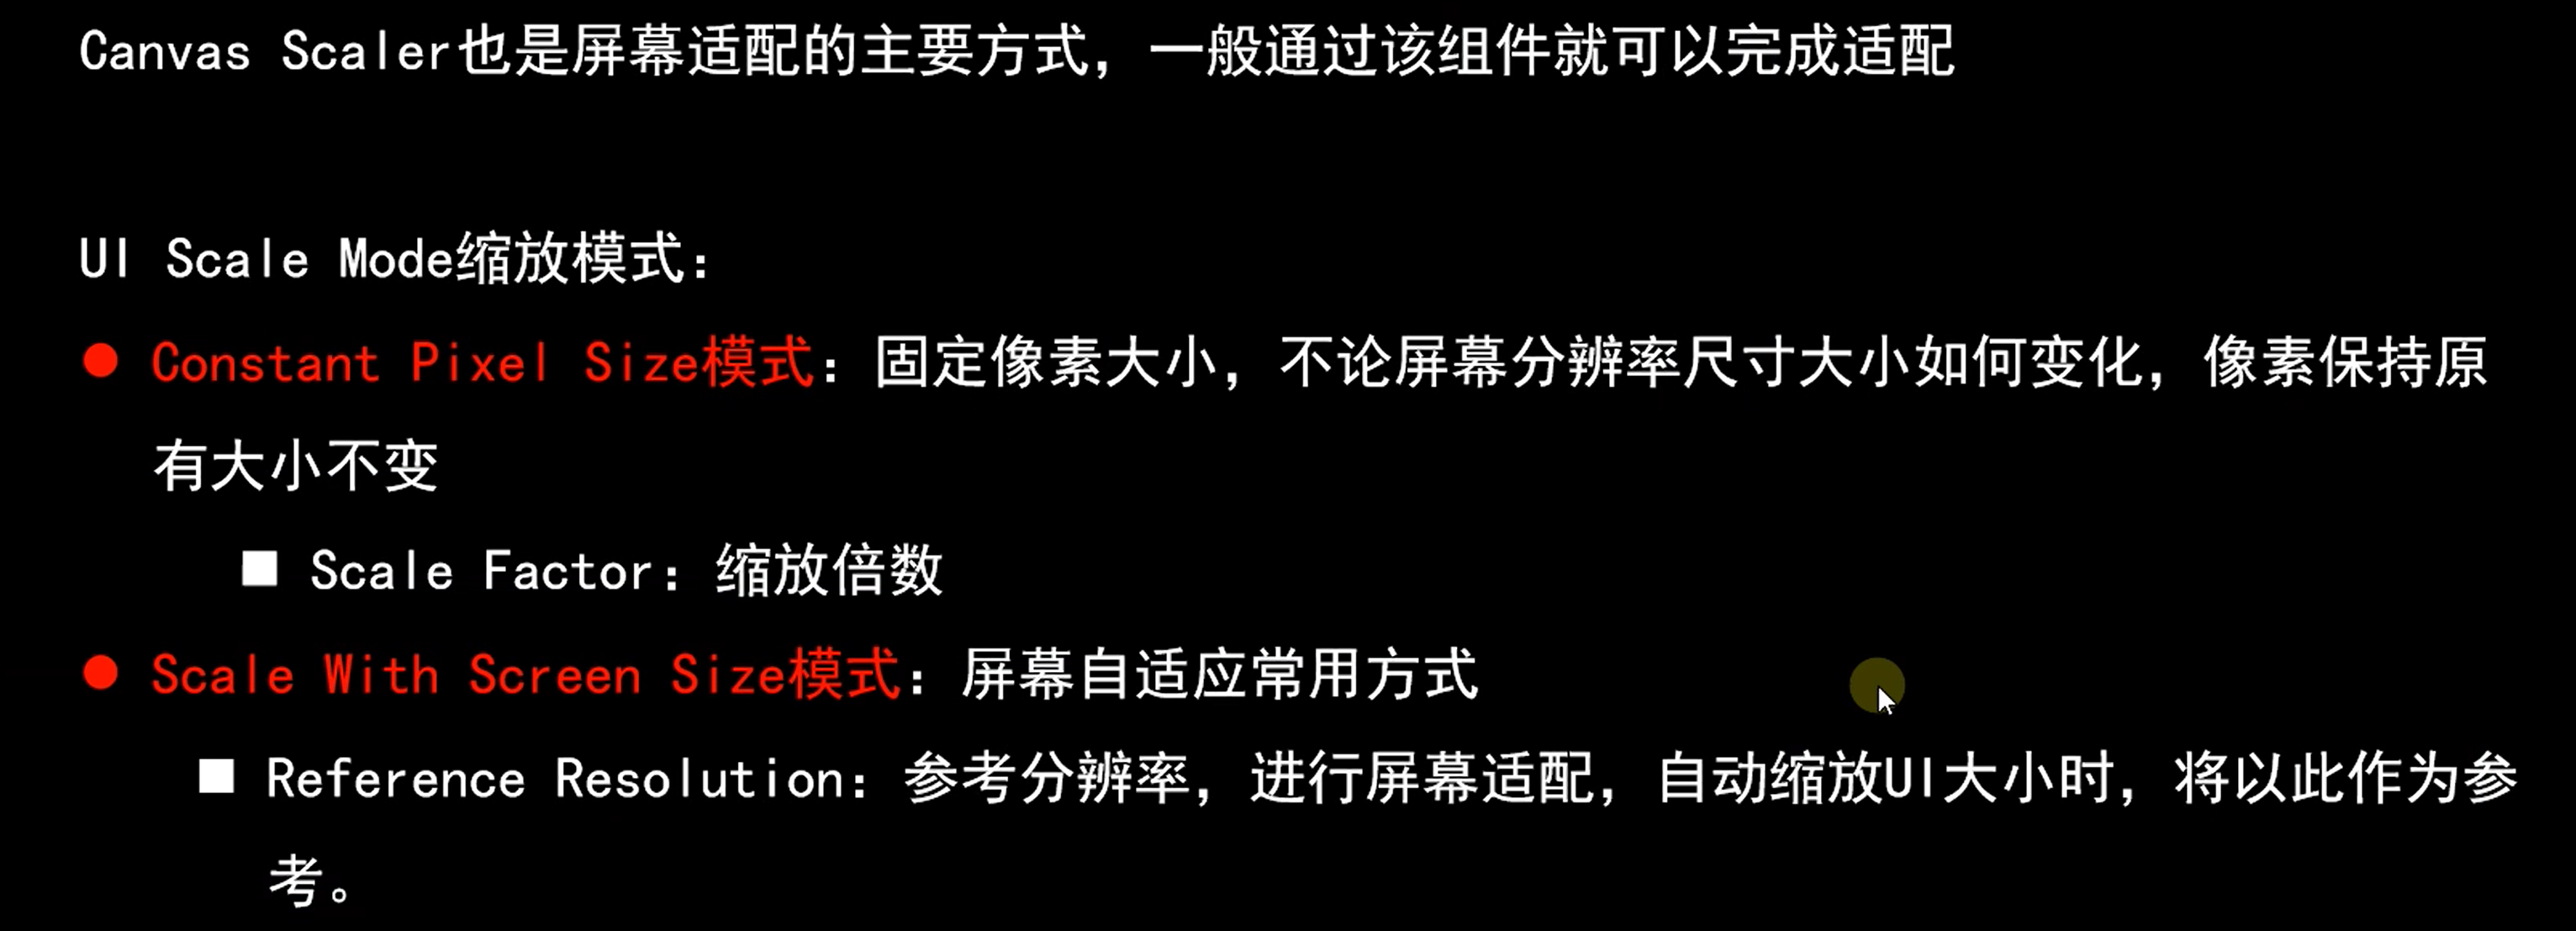 Canvas Scaler也是屏幕适配的主要方式，一般通过该组件就可以完成适配
UI Scale Mode缩放模式：
● Constant Pixel Size模式：固定像素大小，不论屏幕分辨率尺寸大小如何变化，像素保持原
有大小不变
■ Scale Factor：缩放倍数
● Scale With Screen Size模式：屏幕自适应常用方式
■ Reference Resolution：参考分辨率，进行屏幕适配，自动缩放UI大小时，将以此作为参
考。